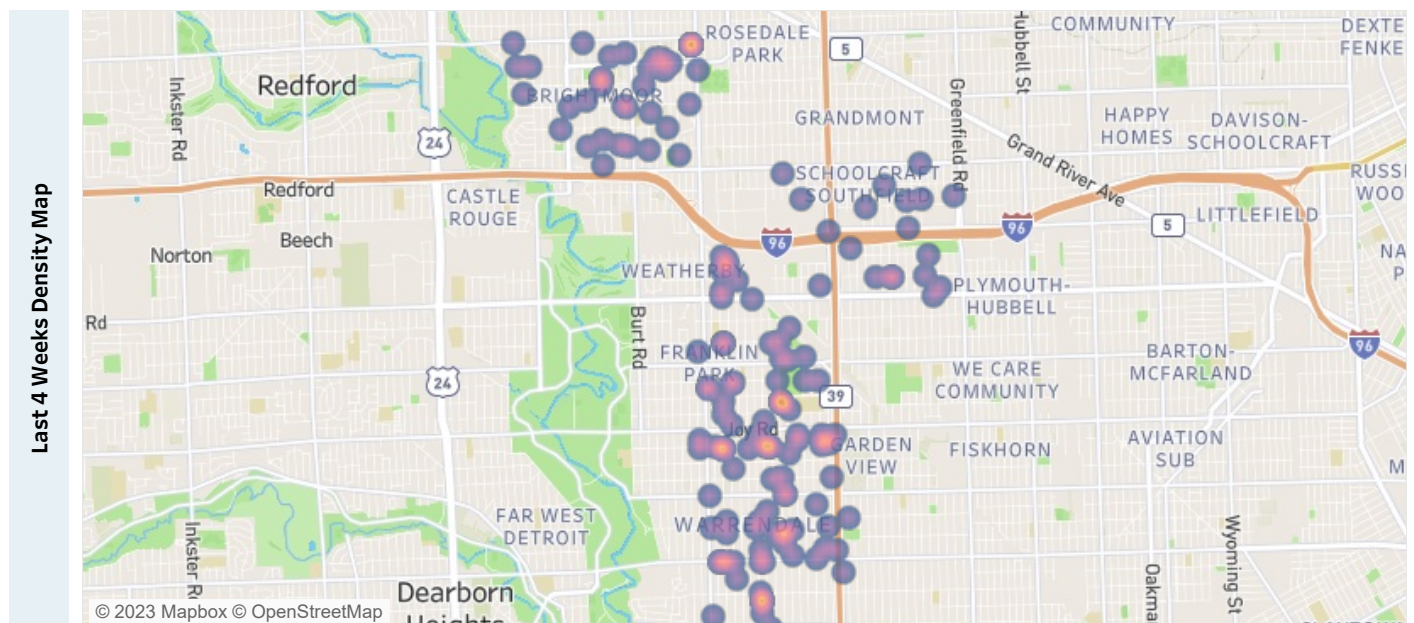 Last 4 Weeks Density Map
ROSEDALE
PARK
5
Hubbell St
COMMUNITY
DEXTE
FENKE
Redford
Inkster Rd
BRIGHTMOOR
24
GRANDMONT
Greenfield Rd
HAPPY
HOMES
DAVISON-
SCHOOLCRAFT
Grand River Ave
Redford
CASTLE
ROUGE
SCHOOLCRAFT
SOUTHFIELD
RUSS
WOO
LITTLEFIELD
5
96
96
Norton
Beech
WEATHERBY
NA
P
PLYMOUTH-
HUBBELL
Rd
Burt Rd
96
FRANKLIN
PARK
24
39
WE CARE
COMMUNITY
BARTON-
MCFARLAND
Joy Rd
GARDEN
VIEW
FISKHORN
AVIATION
SUB
M
FAR WEST
DETROIT
WARRENDALE
Inkster R
Wyoming St
Oakma
Dearborn
Heights
© 2023 Mapbox © OpenStreetMap